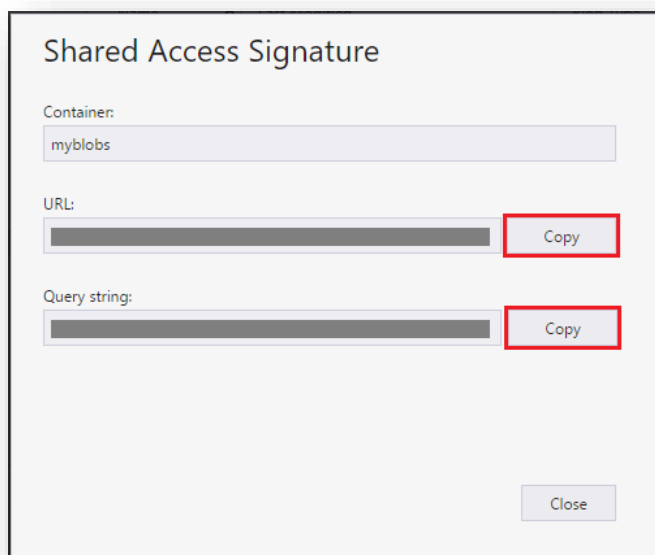 Shared Access Signature
Container:
myblobs
URL:
Copy
Query string:
Copy
Close